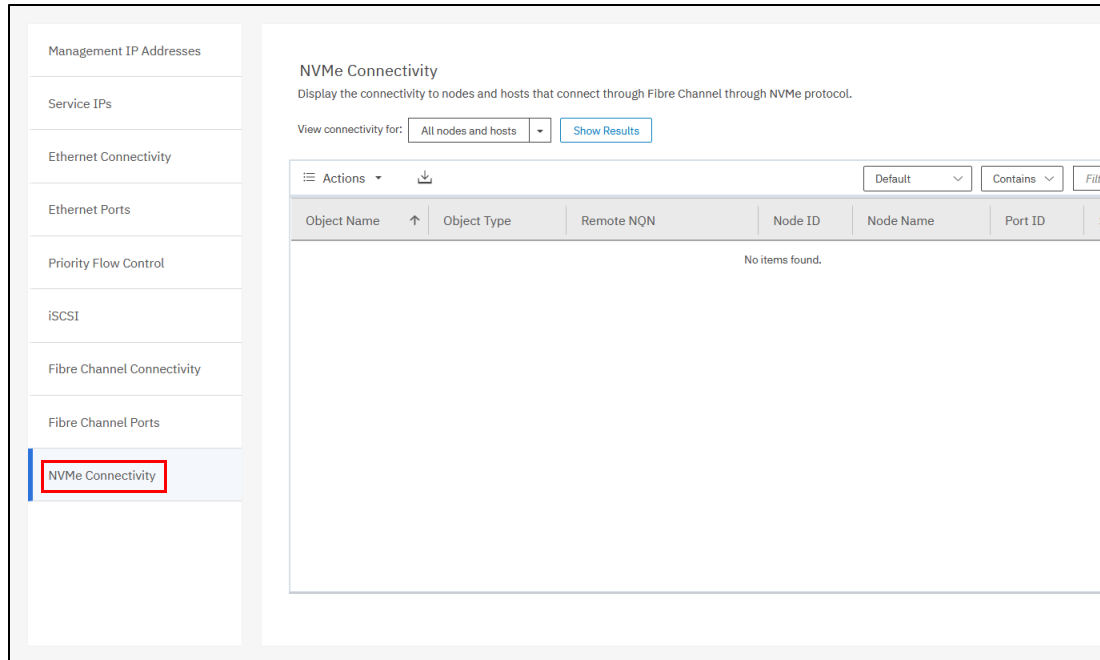 Management IP Addresses
Service IPs
Ethernet Connectivity
Ethernet Ports
Priority Flow Control
iSCSI
Fibre Channel Connectivity
Fibre Channel Ports
NVMe Connectivity
NVMe Connectivity
Display the connectivity to nodes and hosts that connect through Fibre Channel through NVMe protocol.
View connectivity for: All nodes and hosts Show Results
Actions Default Contains
Object Name Object Type Remote NQN Node ID Node Name Port ID
No items found.